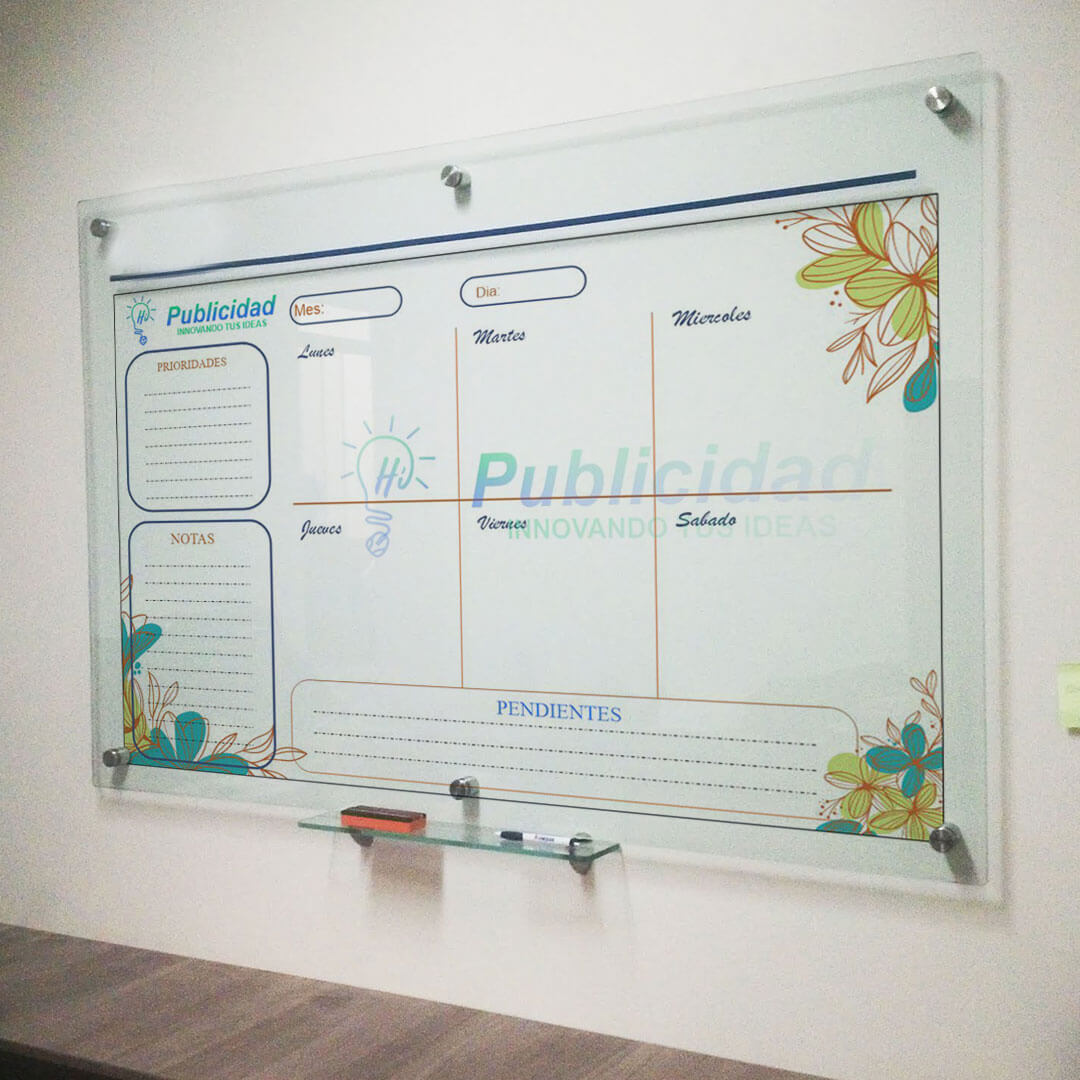 Hj Publicidad
INNOVANDO TUS IDEAS
Mes:
Dia:
PRIORIDADES
NOTAS
Lunes
Martes
Miercoles
Hj Publicidad
INNOVANDO TUS IDEAS
Jueves
Viernes
Sabado
PENDIENTES